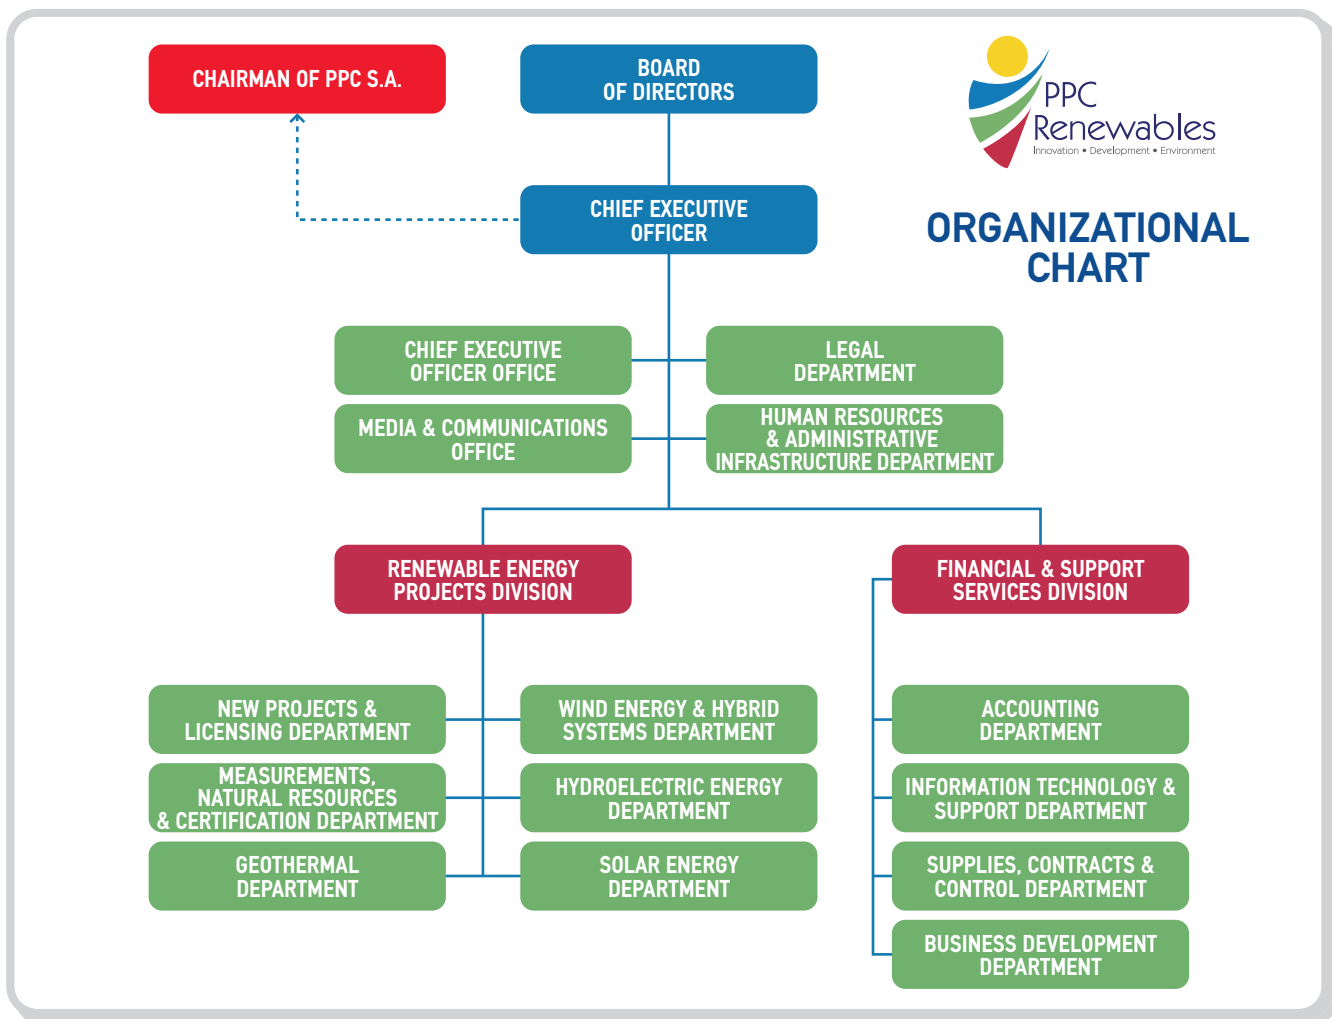 CHAIRMAN OF PPC S.A.
BOARD
OF DIRECTORS
PPC
Renewables
Innovation • Development • Environment
CHIEF EXECUTIVE
OFFICER
ORGANIZATIONAL
CHART
CHIEF EXECUTIVE
OFFICER OFFICE
LEGAL
DEPARTMENT
MEDIA & COMMUNICATIONS
OFFICE
HUMAN RESOURCES
& ADMINISTRATIVE
INFRASTRUCTURE DEPARTMENT
RENEWABLE ENERGY
PROJECTS DIVISION
FINANCIAL & SUPPORT
SERVICES DIVISION
NEW PROJECTS &
LICENSING DEPARTMENT
WIND ENERGY & HYBRID
SYSTEMS DEPARTMENT
ACCOUNTING
DEPARTMENT
MEASUREMENTS,
NATURAL RESOURCES
& CERTIFICATION DEPARTMENT
HYDROELECTRIC ENERGY
DEPARTMENT
INFORMATION TECHNOLOGY &
SUPPORT DEPARTMENT
GEOTHERMAL
DEPARTMENT
SOLAR ENERGY
DEPARTMENT
SUPPLIES, CONTRACTS &
CONTROL DEPARTMENT
BUSINESS DEVELOPMENT
DEPARTMENT